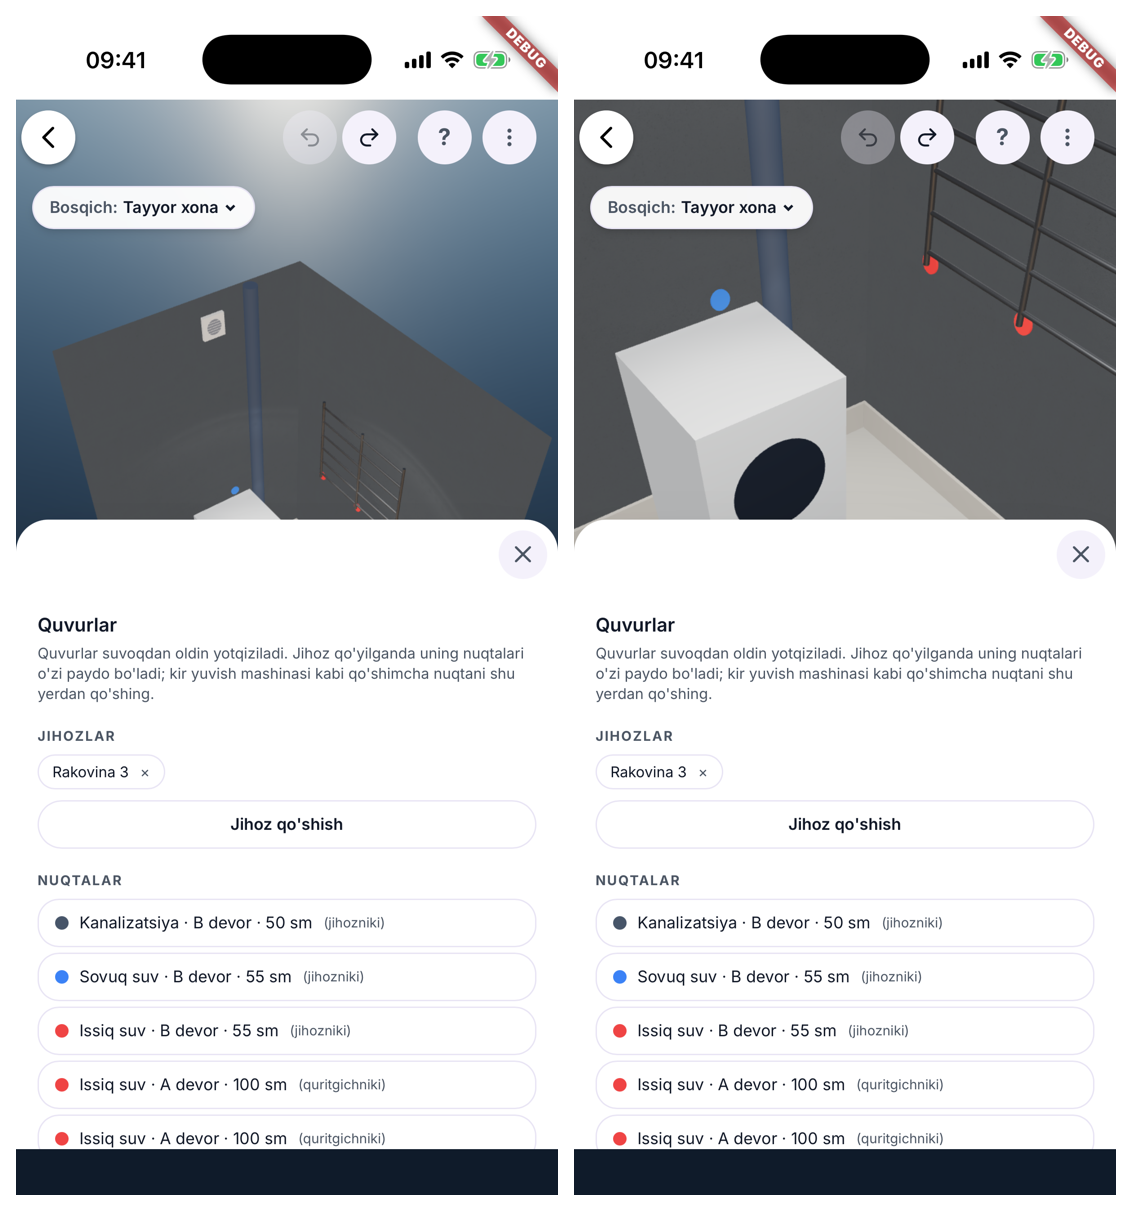 09:41
DEBUG
?
Bosqich: Tayyor xona
Quvurlar
Quvurlar suvoqdan oldin yotqiziladi. Jihoz qo'yilganda uning nuqtalari
o'zi paydo bo'ladi; kir yuvish mashinasi kabi qo'shimcha nuqtani shu
yerdan qo'shing.
JIHOZLAR
Rakovina 3 ×
Jihoz qo'shish
NUQTALAR
Kanalizatsiya · B devor · 50 sm (jihozniki)
Sovuq suv · B devor · 55 sm (jihozniki)
Issiq suv · B devor · 55 sm (jihozniki)
Issiq suv · A devor · 100 sm (quritgichniki)
Issiq suv · A devor · 100 sm (quritgichniki)
09:41
DEBUG
?
Bosqich: Tayyor xona
Quvurlar
Quvurlar suvoqdan oldin yotqiziladi. Jihoz qo'yilganda uning nuqtalari
o'zi paydo bo'ladi; kir yuvish mashinasi kabi qo'shimcha nuqtani shu
yerdan qo'shing.
JIHOZLAR
Rakovina 3 ×
Jihoz qo'shish
NUQTALAR
Kanalizatsiya · B devor · 50 sm (jihozniki)
Sovuq suv · B devor · 55 sm (jihozniki)
Issiq suv · B devor · 55 sm (jihozniki)
Issiq suv · A devor · 100 sm (quritgichniki)
Issiq suv · A devor · 100 sm (quritgichniki)